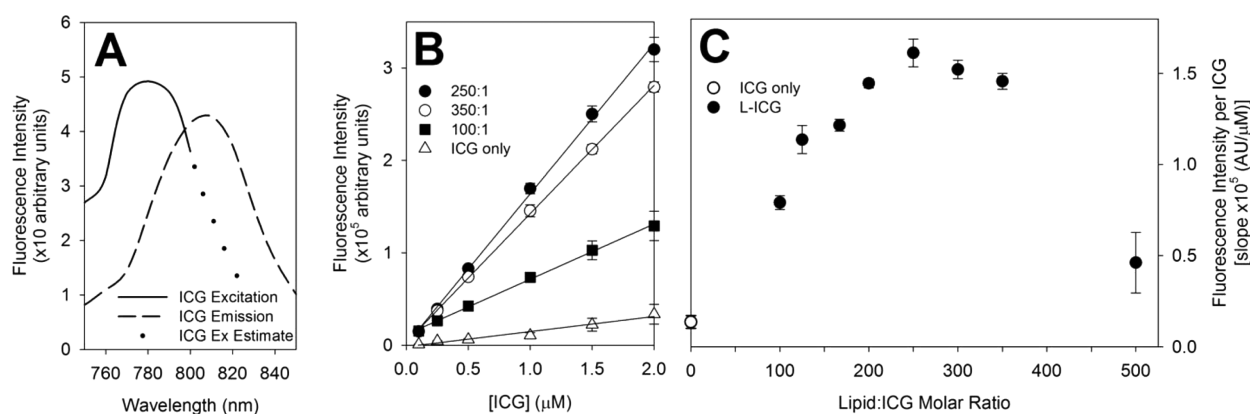 A
Fluorescence Intensity
(x10 arbitrary units)
6
5
4
3
2
1
0
ICG Excitation
ICG Emission
ICG Ex Estimate
760 780 800 820 840
Wavelength (nm)
B
Fluorescence Intensity
(x10⁵ arbitrary units)
3
2
1
0
250:1
350:1
100:1
ICG only
0.0 0.5 1.0 1.5 2.0
[ICG] (μM)
C
ICG only
L-ICG
0 100 200 300 400 500
Lipid:ICG Molar Ratio
1.5
1.0
0.5
0.0
Fluorescence Intensity per ICG
[slope x10⁵ (AU/μM)]